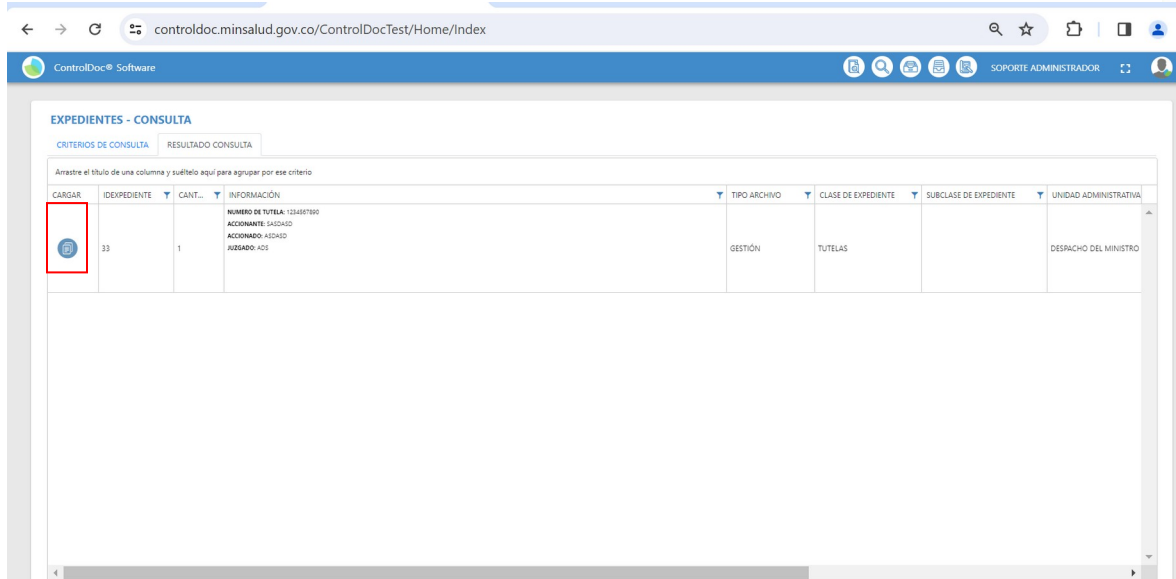 controldoc.minsalud.gov.co/ControlDocTest/Home/Index
ControlDoc® Software
SOPORTE ADMINISTRADOR
EXPEDIENTES - CONSULTA
CRITERIOS DE CONSULTA RESULTADO CONSULTA
Arrastre el título de una columna y suéltelo aquí para agrupar por ese criterio
CARGAR IDEXPEDIENTE CANT... INFORMACIÓN TIPO ARCHIVO CLASE DE EXPEDIENTE SUBCLASE DE EXPEDIENTE UNIDAD ADMINISTRATIVA
NUMERO DE TUTELA: 1234567890
ACCIONANTE: SASDASD
ACCIONADO: ASDASD
JUZGADO: ADS
33 1 GESTIÓN TUTELAS DESPACHO DEL MINISTRO